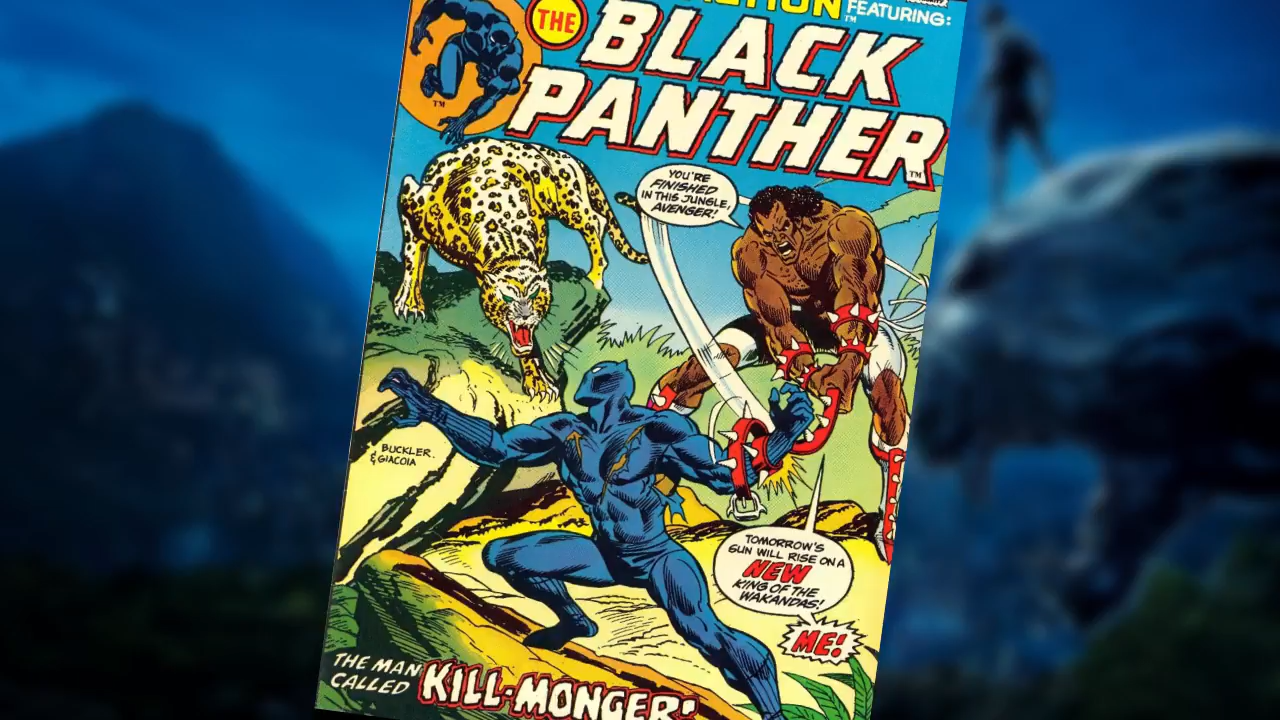 FEATURING:
THE
BLACK
PANTHER
TM
YOU'RE
FINISHED
IN THIS JUNGLE,
AVENGER!
BUCKLER
& GIACOIA
TOMORROW'S
SUN WILL RISE ON A
NEW
KING OF THE
WAKANDAS!
ME!
THE MAN
CALLED
KILL-MONGER!